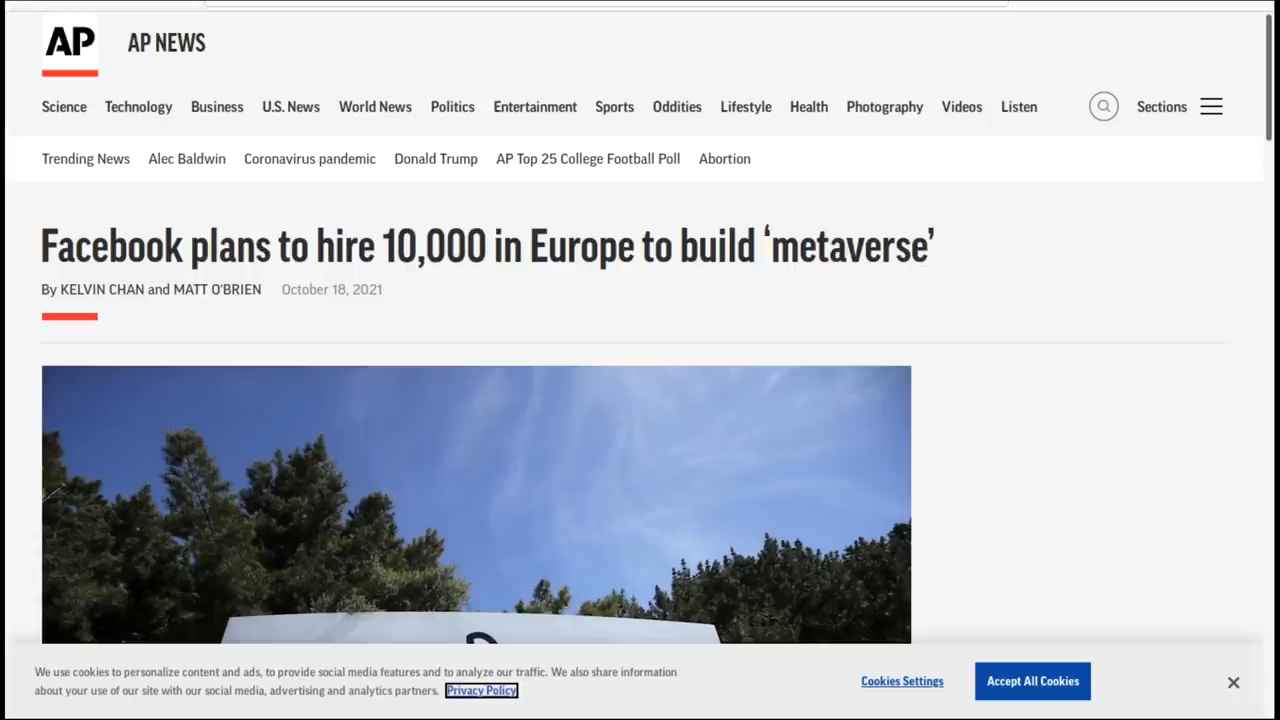 AP
AP NEWS
Science Technology Business U.S. News World News Politics Entertainment Sports Oddities Lifestyle Health Photography Videos Listen Sections
Trending News Alec Baldwin Coronavirus pandemic Donald Trump AP Top 25 College Football Poll Abortion
Facebook plans to hire 10,000 in Europe to build ‘metaverse’
By KELVIN CHAN and MATT O'BRIEN October 18, 2021
We use cookies to personalize content and ads, to provide social media features and to analyze our traffic. We also share information
about your use of our site with our social media, advertising and analytics partners. Privacy Policy
Cookies Settings
Accept All Cookies